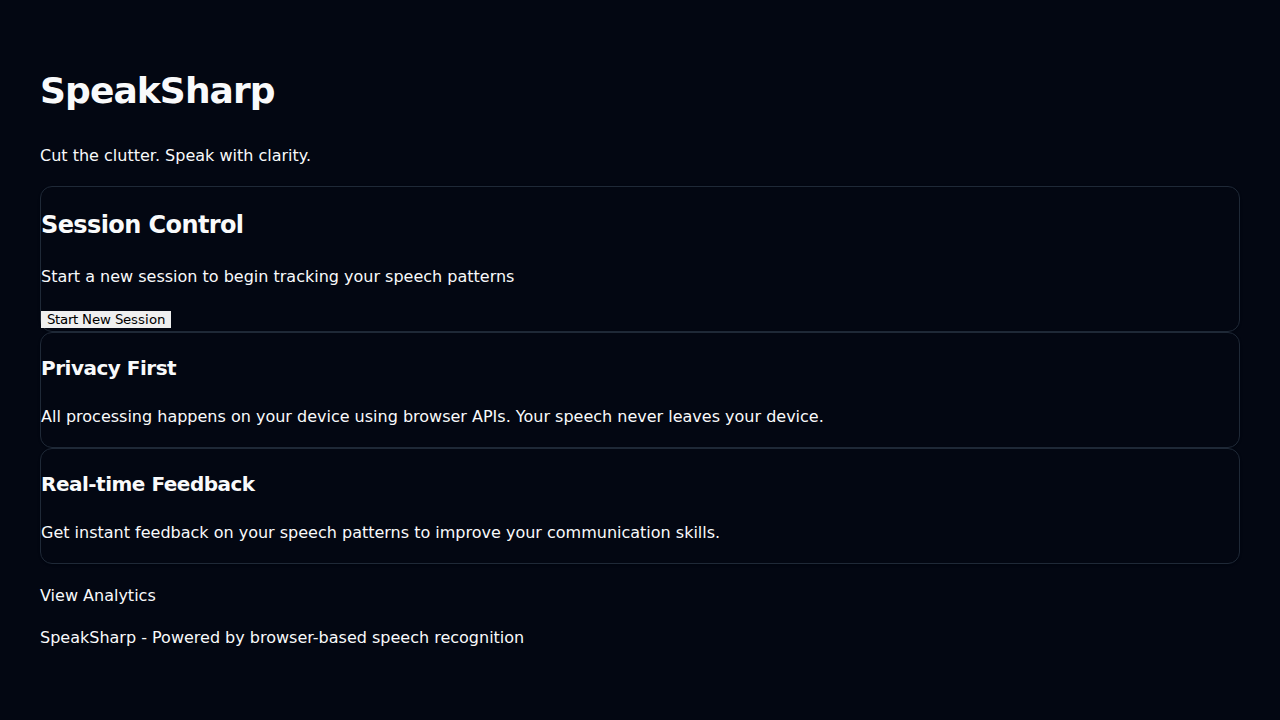 SpeakSharp
Cut the clutter. Speak with clarity.
Session Control
Start a new session to begin tracking your speech patterns
Start New Session
Privacy First
All processing happens on your device using browser APIs. Your speech never leaves your device.
Real-time Feedback
Get instant feedback on your speech patterns to improve your communication skills.
View Analytics
SpeakSharp - Powered by browser-based speech recognition